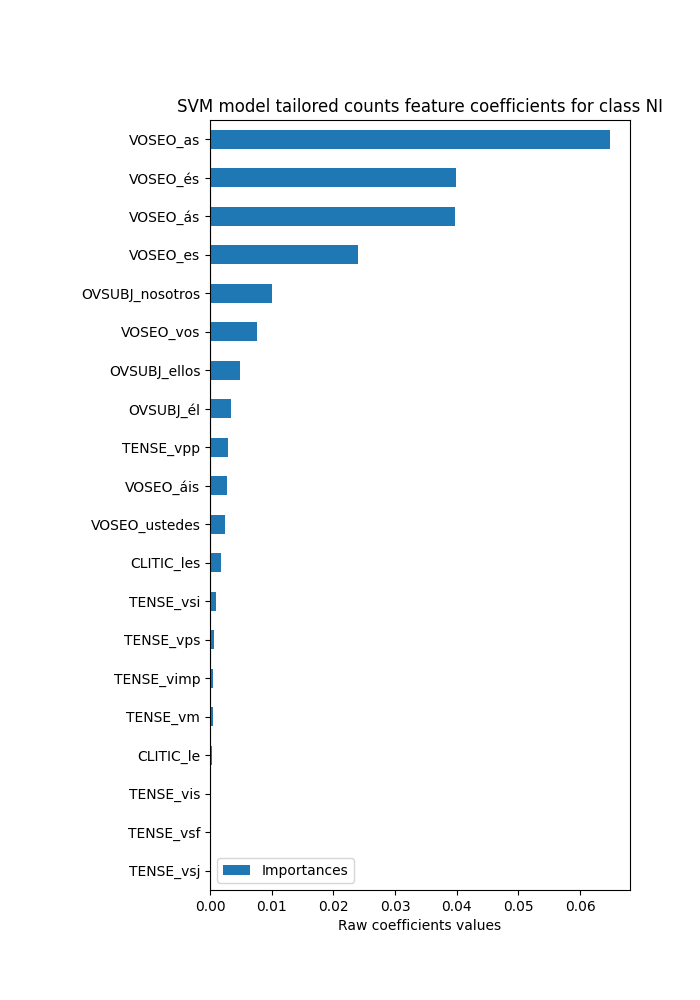 SVM model tailored counts feature coefficients for class NI
VOSEO_as
VOSEO_és
VOSEO_ás
VOSEO_es
OVSUBJ_nosotros
VOSEO_vos
OVSUBJ_ellos
OVSUBJ_él
TENSE_vpp
VOSEO_áis
VOSEO_ustedes
CLITIC_les
TENSE_vsi
TENSE_vps
TENSE_vimp
TENSE_vm
CLITIC_le
TENSE_vis
TENSE_vsf
TENSE_vsj
Importances
0.00 0.01 0.02 0.03 0.04 0.05 0.06
Raw coefficients values